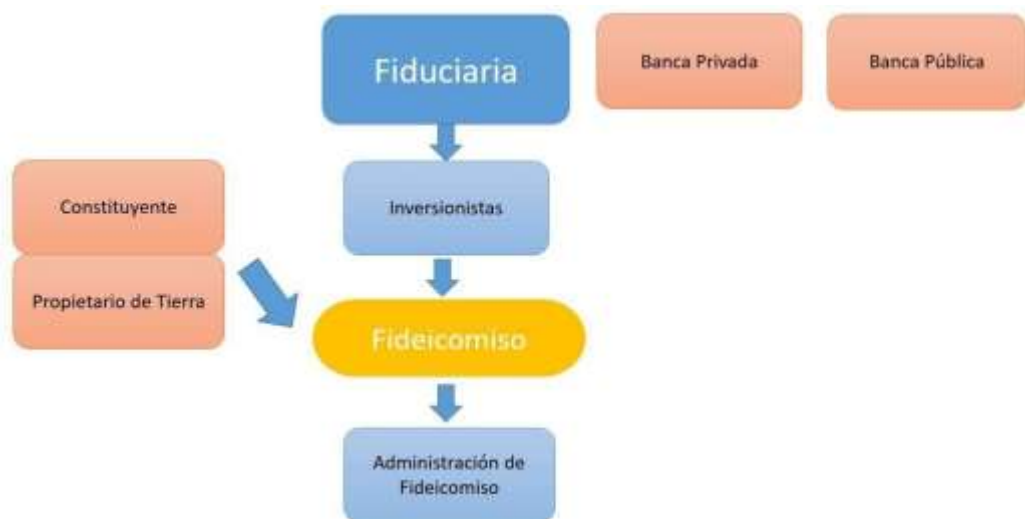 Fiduciaria
Banca Privada
Banca Pública
Constituyente
Inversionistas
Propietario de Tierra
Fideicomiso
Administración de
Fideicomiso